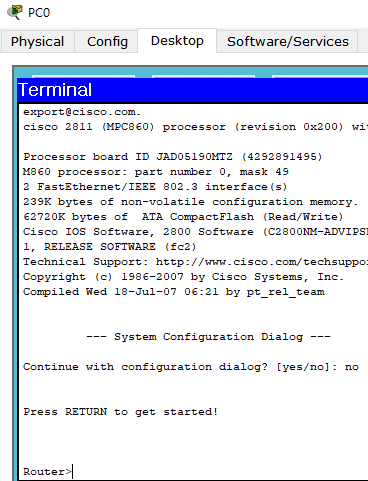 PC0
Physical Config Desktop Software/Services
Terminal
export@cisco.com.
cisco 2811 (MPC860) processor (revision 0x200) wit
Processor board ID JAD05190MTZ (4292891495)
M860 processor: part number 0, mask 49
2 FastEthernet/IEEE 802.3 interface(s)
239K bytes of non-volatile configuration memory.
62720K bytes of ATA CompactFlash (Read/Write)
Cisco IOS Software, 2800 Software (C2800NM-ADVIPSE
1, RELEASE SOFTWARE (fc2)
Technical Support: http://www.cisco.com/techsuppor
Copyright (c) 1986-2007 by Cisco Systems, Inc.
Compiled Wed 18-Jul-07 06:21 by pt_rel_team
--- System Configuration Dialog ---
Continue with configuration dialog? [yes/no]: no
Press RETURN to get started!
Router>